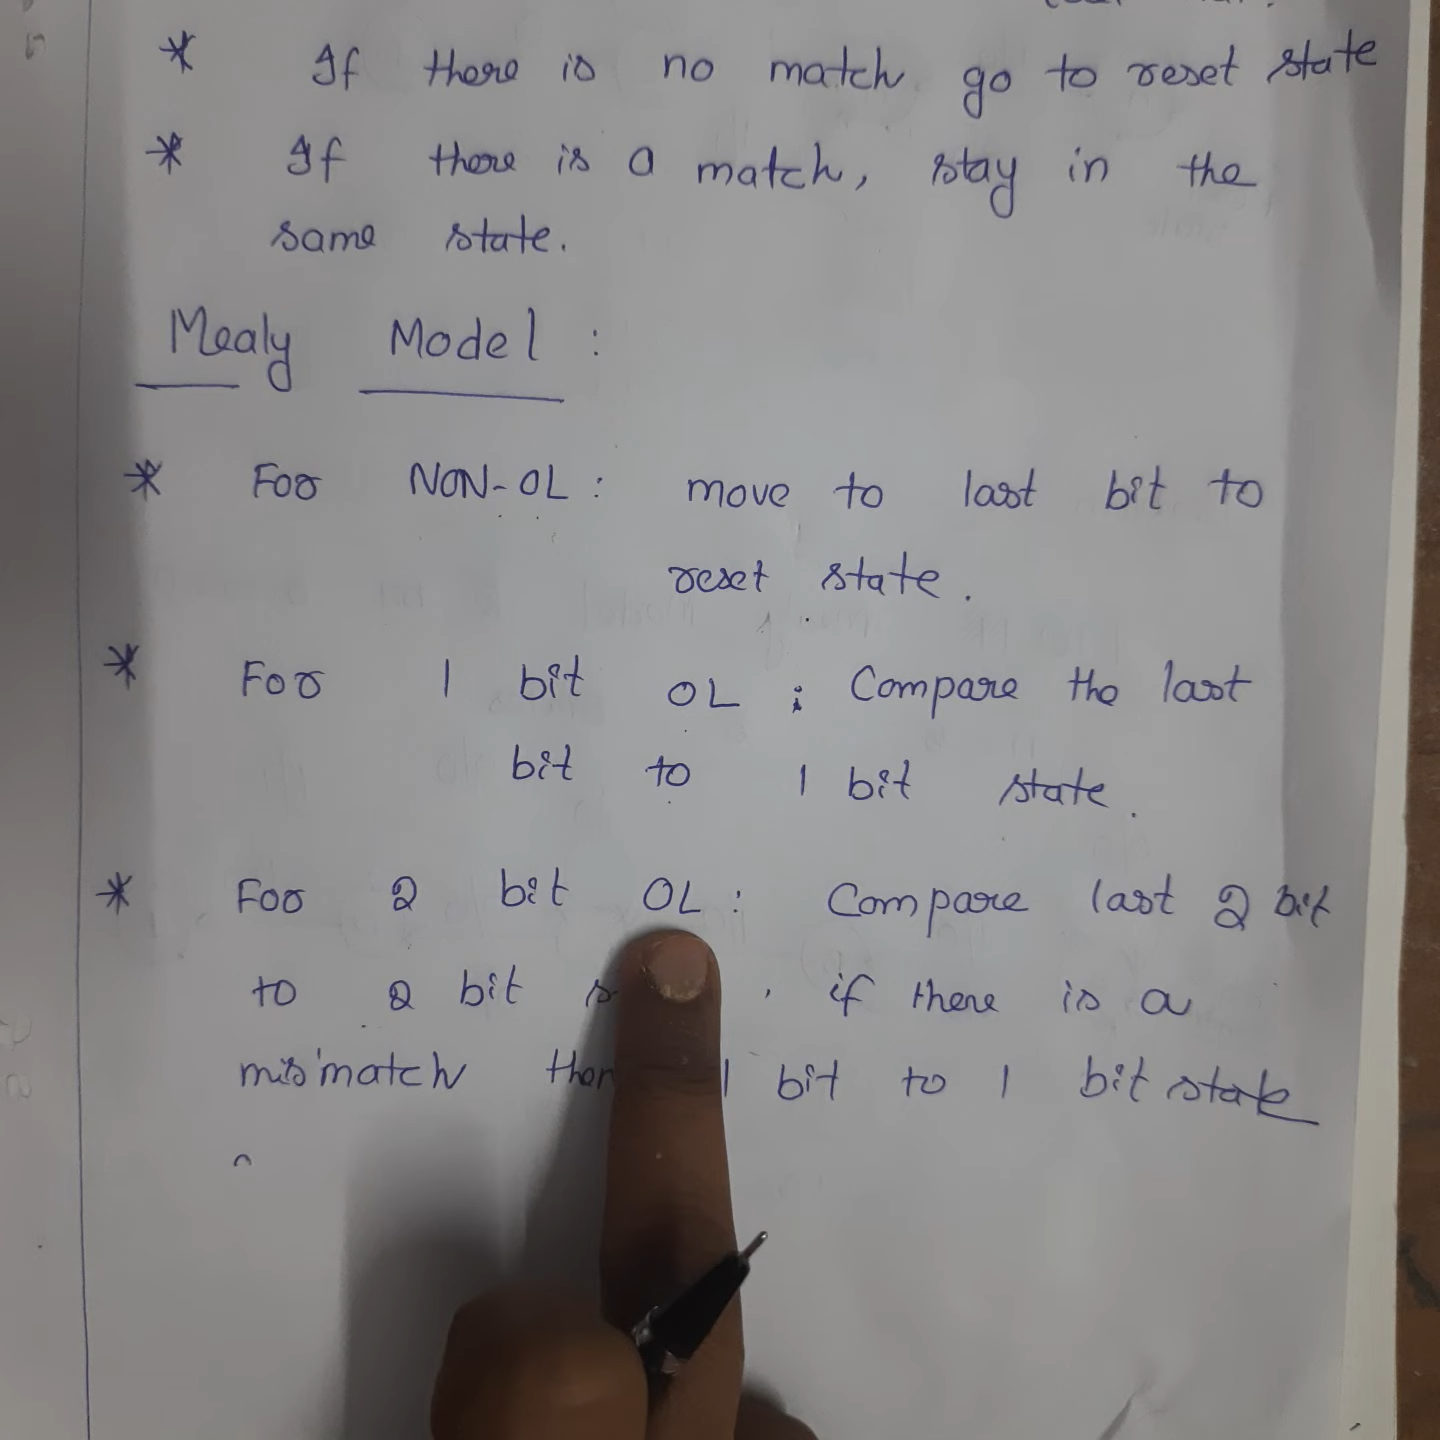 * If there is no match go to reset state
* If there is a match, stay in the
same state.
Mealy Model :
* For NON-OL : move to last bit to
reset state.
* For 1 bit OL ; Compare the last
bit to 1 bit state.
* For 2 bit OL : Compare last 2 bit
to 2 bit if there is a
mismatch 1 bit to 1 bit state